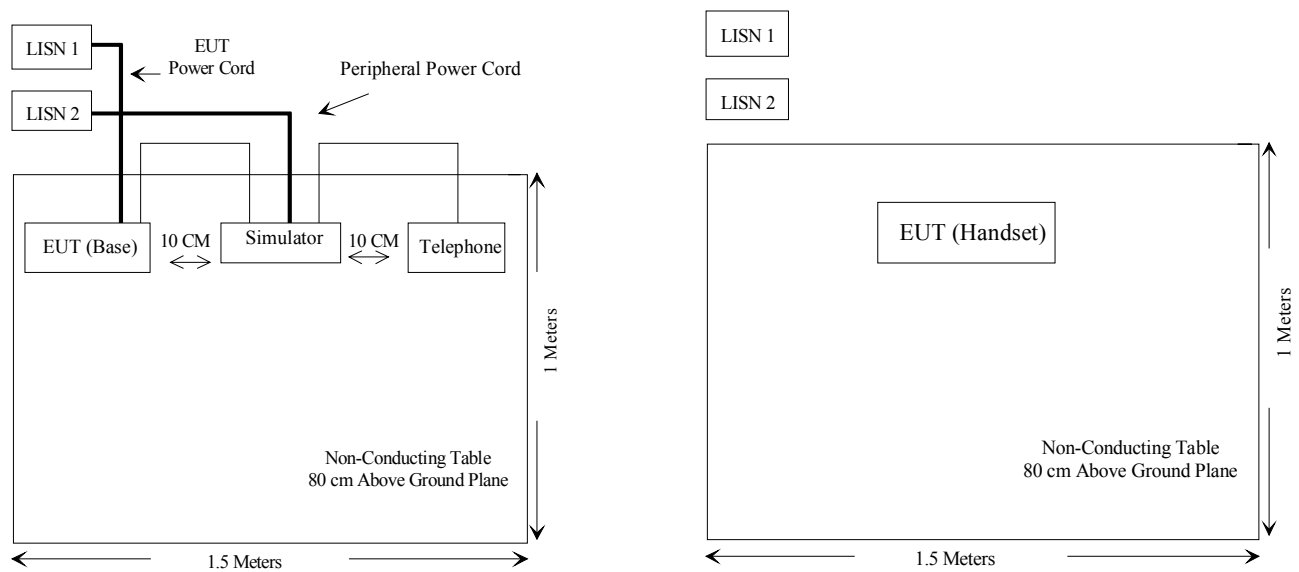 LISN 1
EUT
Power Cord
Peripheral Power Cord
LISN 2
EUT (Base)
10 CM
Simulator
10 CM
Telephone
1 Meters
Non-Conducting Table
80 cm Above Ground Plane
1.5 Meters
LISN 1
LISN 2
EUT (Handset)
1 Meters
Non-Conducting Table
80 cm Above Ground Plane
1.5 Meters